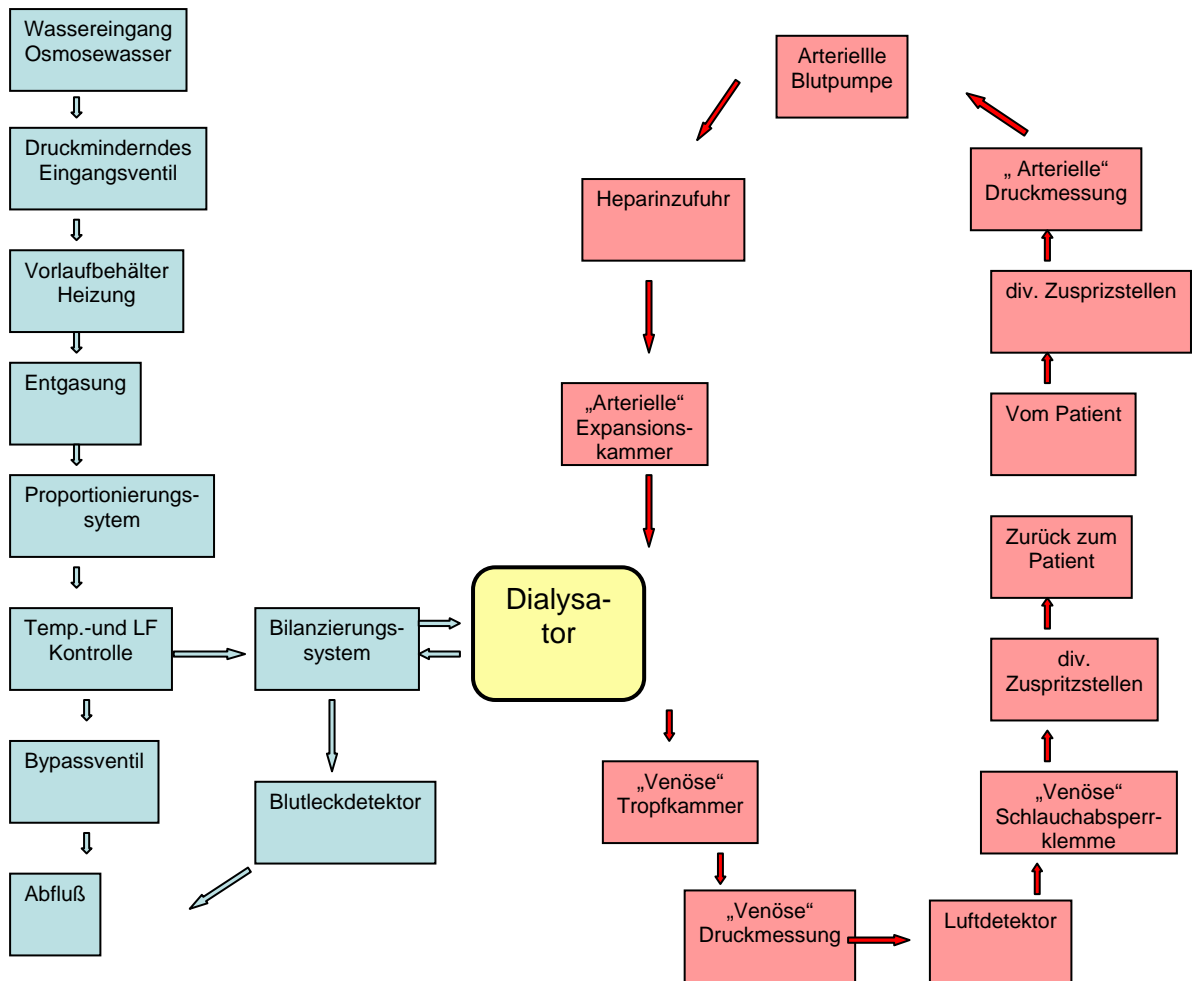 Wassereingang
Osmosewasser
Druckminderndes
Eingangsventil
Vorlaufbehälter
Heizung
Entgasung
Proportionierungs-
sytem
Temp.-und LF
Kontrolle
Bypassventil
Abfluß
Bilanzierungs-
system
Blutleckdetektor
Dialysa-
tor
Arteriellle
Blutpumpe
Heparinzufuhr
„Arterielle“
Expansions-
kammer
„Venöse“
Tropfkammer
„Venöse“
Druckmessung
Luftdetektor
„ Arterielle“
Druckmessung
div. Zusprizstellen
Vom Patient
Zurück zum
Patient
div.
Zuspritzstellen
„Venöse“
Schlauchabsperr-
klemme